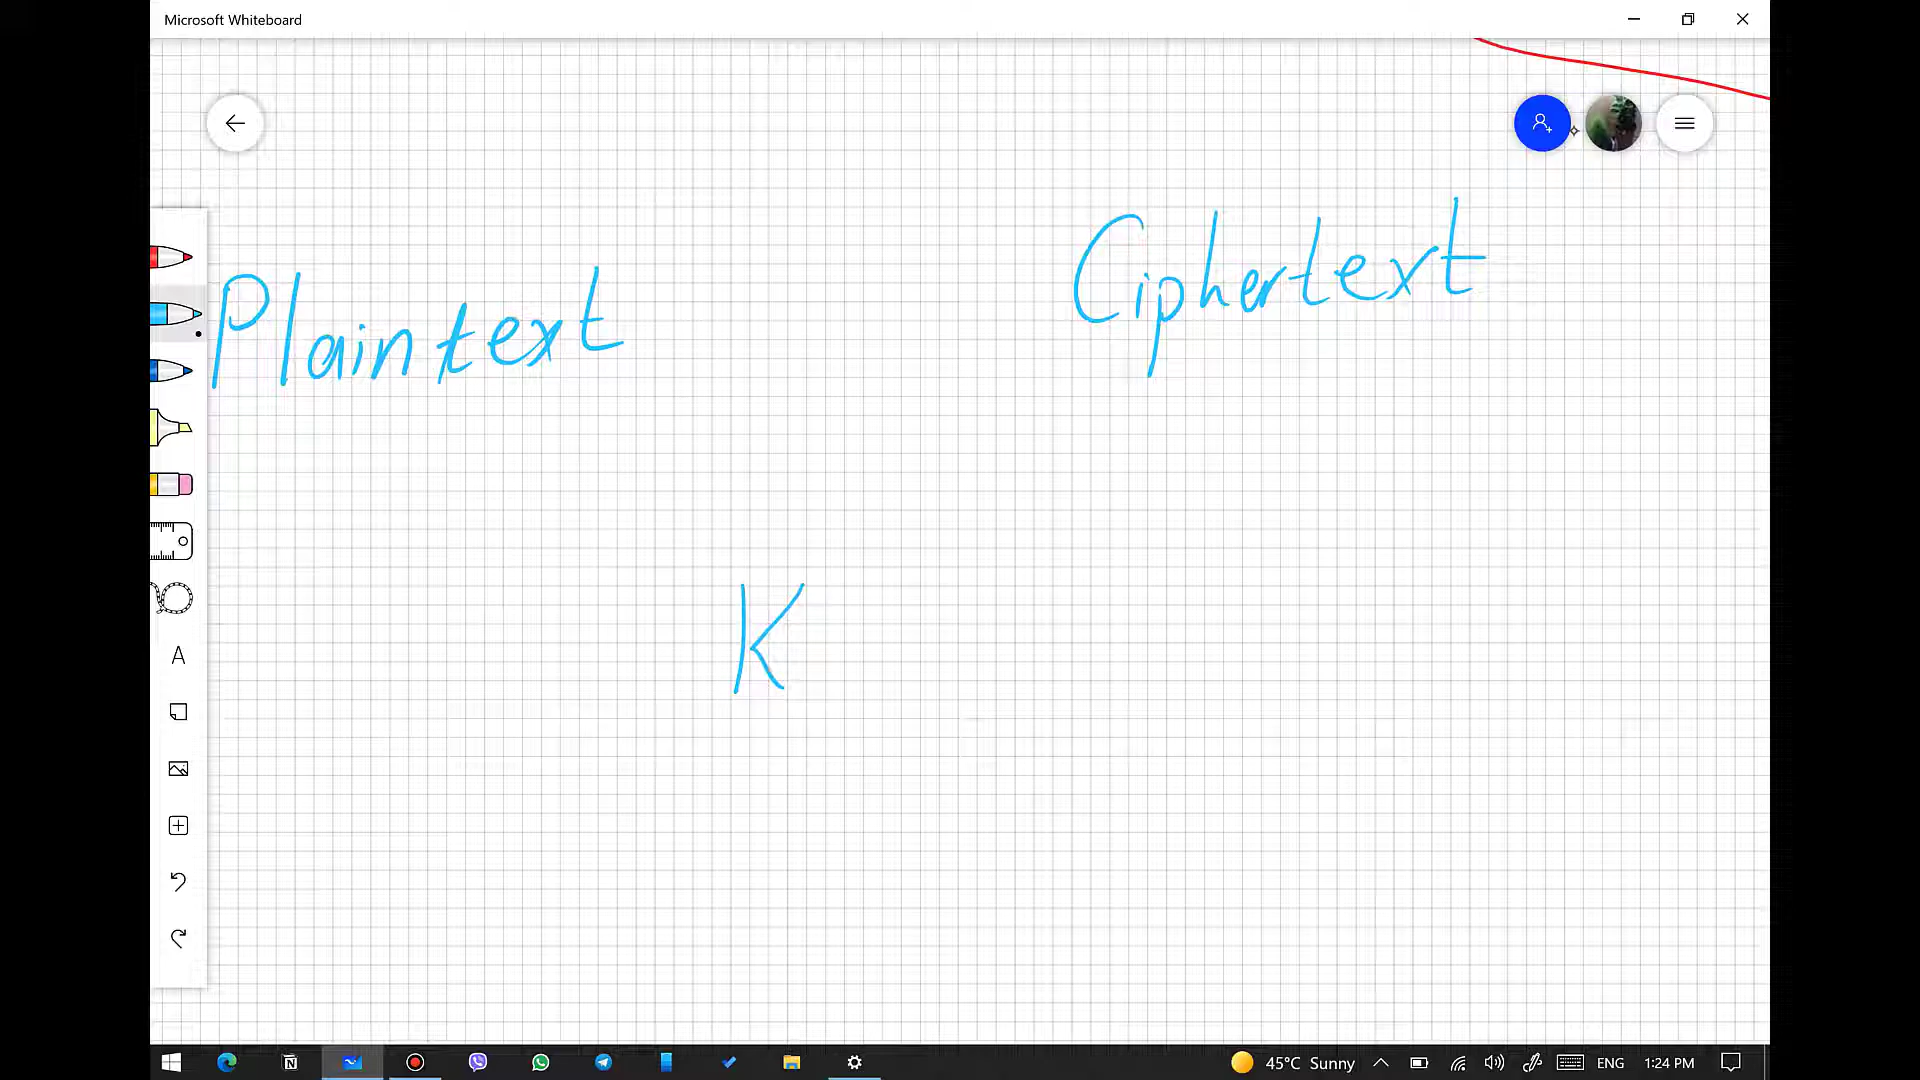 Microsoft Whiteboard
Ciphertext
Plaintext
K
A
45°C Sunny
ENG
1:24 PM